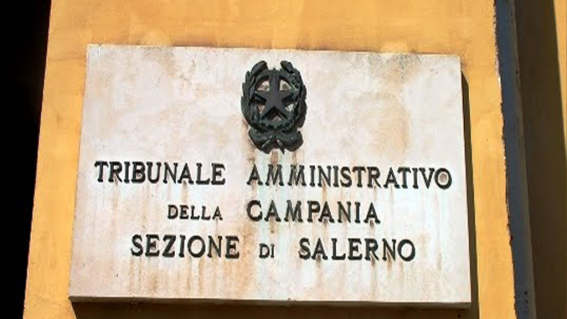 TRIBUNALE AMMINISTRATIVO
DELLA CAMPANIA
SEZIONE DI SALERNO